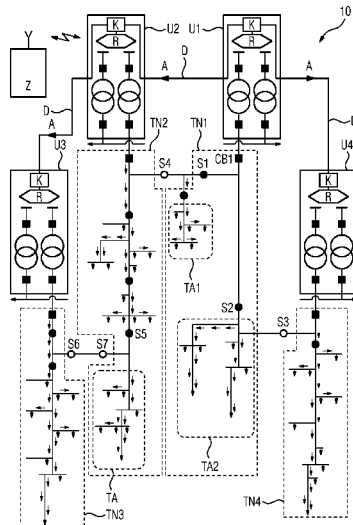 10
Y
Z
U2
K
R
U1
K
R
A
D
A
D
A
U3
K
R
D
U4
K
R
TN2
TN1
S4
S1
CB1
TA1
S2
S3
S6
S7
S5
TA
TA2
TN3
TN4